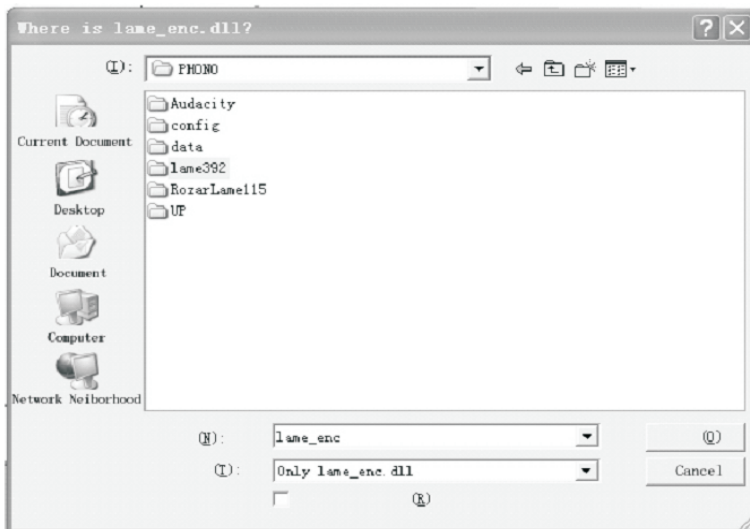 Where is lame_enc.dll?
(I): PHONO
Audacity
config
data
lame392
RozarLame115
UP
Current Document
Desktop
Document
Computer
Network Neiborhood
(N): lame_enc (O)
(T): Only lame_enc.dll Cancel
(R)